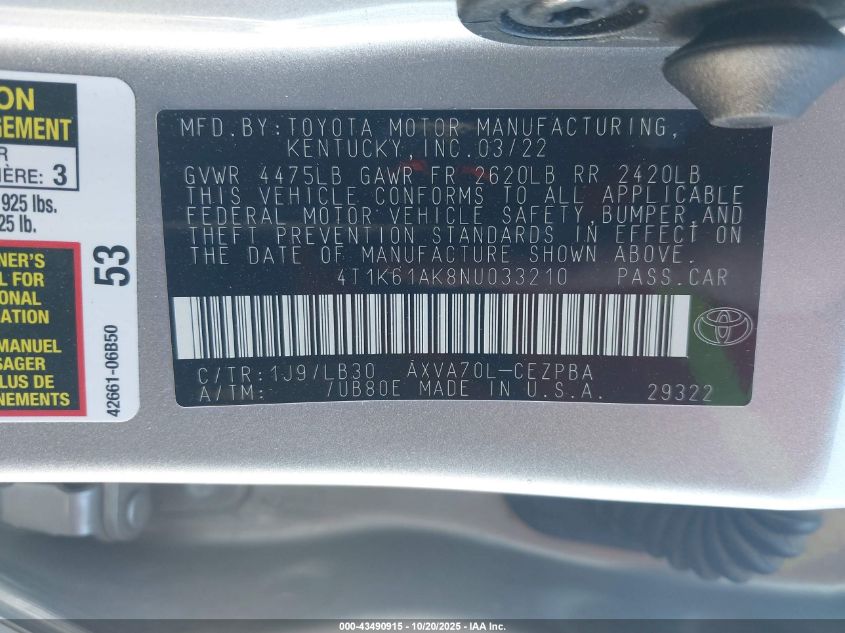 ON
GEMENT
R
IÈRE: 3
925 lbs.
25 lb.
NER'S
L FOR
ONAL
ATION
MANUEL
SAGER
PLUS DE
NEMENTS
53
42661-06B50
MFD. BY: TOYOTA MOTOR MANUFACTURING,
KENTUCKY, INC. 03/22
GVWR 4475LB GAWR FR 2620LB RR 2420LB
THIS VEHICLE CONFORMS TO ALL APPLICABLE
FEDERAL MOTOR VEHICLE SAFETY, BUMPER, AND
THEFT PREVENTION STANDARDS IN EFFECT ON
THE DATE OF MANUFACTURE SHOWN ABOVE.
4T1K61AK8NU033210 PASS. CAR
C/TR: 1J9/LB30 AXVA70L-CEZPBA
A/TM: -/UB80E MADE IN U.S.A. 29322
000-43490915 - 10/20/2025 - IAA Inc.